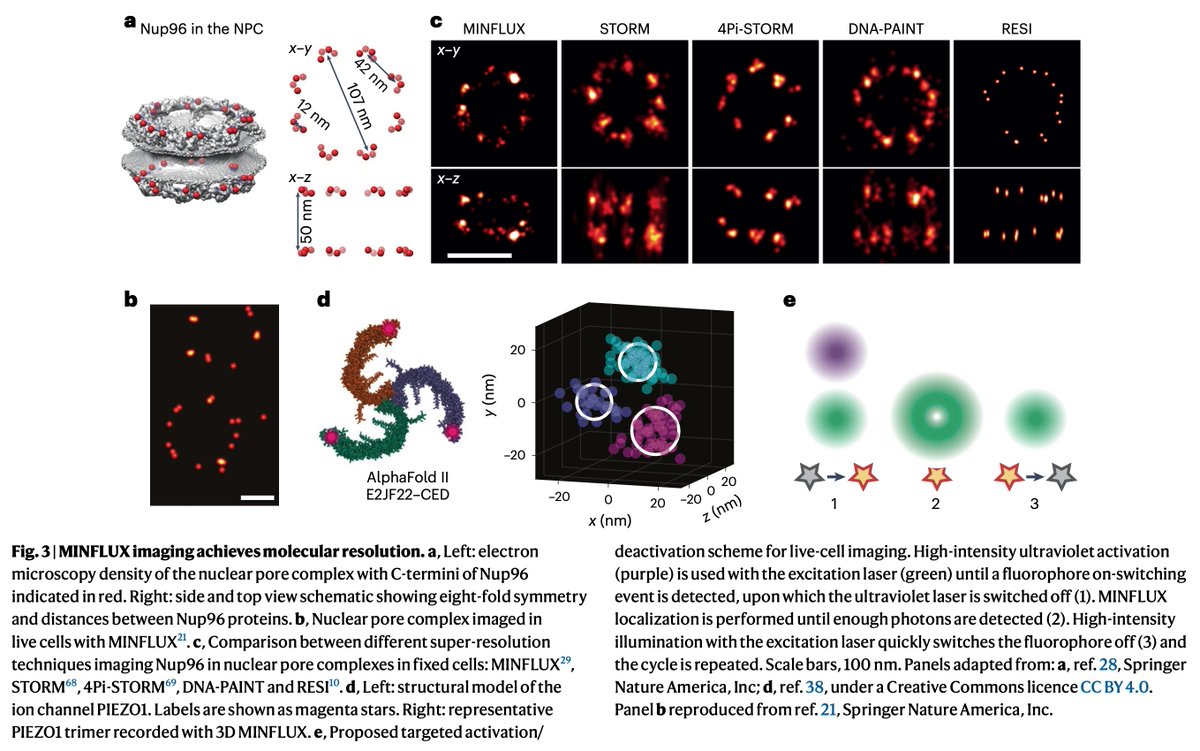 a
Nup96 in the NPC
x–y
42 nm
107 nm
12 nm
x–z
50 nm
c
MINFLUX
STORM
4Pi-STORM
DNA-PAINT
RESI
x–y
x–z
b
d
AlphaFold II
E2JF22–CED
y (nm)
20
0
–20
–20
0
20
x (nm)
–20
0
20
z (nm)
e
1
2
3
Fig. 3 | MINFLUX imaging achieves molecular resolution. a, Left: electron
microscopy density of the nuclear pore complex with C-termini of Nup96
indicated in red. Right: side and top view schematic showing eight-fold symmetry
and distances between Nup96 proteins. b, Nuclear pore complex imaged in
live cells with MINFLUX21. c, Comparison between different super-resolution
techniques imaging Nup96 in nuclear pore complexes in fixed cells: MINFLUX29,
STORM68, 4Pi-STORM69, DNA-PAINT and RESI10. d, Left: structural model of the
ion channel PIEZO1. Labels are shown as magenta stars. Right: representative
PIEZO1 trimer recorded with 3D MINFLUX. e, Proposed targeted activation/
deactivation scheme for live-cell imaging. High-intensity ultraviolet activation
(purple) is used with the excitation laser (green) until a fluorophore on-switching
event is detected, upon which the ultraviolet laser is switched off (1). MINFLUX
localization is performed until enough photons are detected (2). High-intensity
illumination with the excitation laser quickly switches the fluorophore off (3) and
the cycle is repeated. Scale bars, 100 nm. Panels adapted from: a, ref. 28, Springer
Nature America, Inc; d, ref. 38, under a Creative Commons licence CC BY 4.0.
Panel b reproduced from ref. 21, Springer Nature America, Inc.